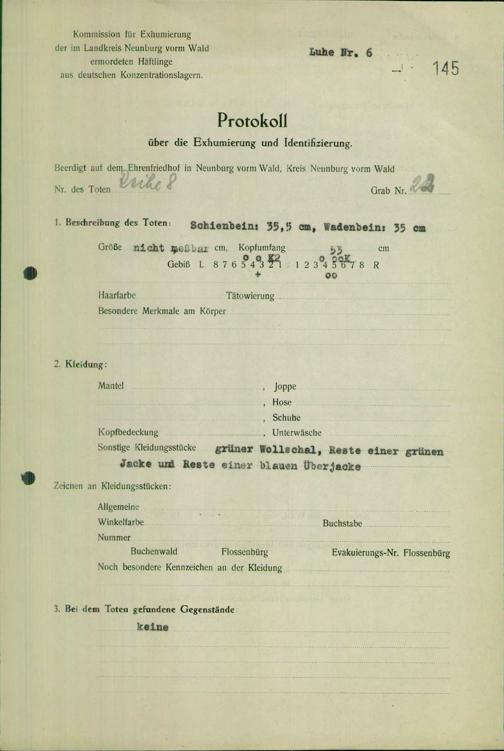 Kommission für Exhumierung
der im Landkreis Neunburg vorm Wald
ermordeten Häftlinge
aus deutschen Konzentrationslagern.
Luhe Nr. 6
145
Protokoll
über die Exhumierung und Identifizierung.
Beerdigt auf dem Ehrenfriedhof in Neunburg vorm Wald, Kreis Neunburg vorm Wald
Nr. des Toten Reihe 8 Grab Nr. 22
1. Beschreibung des Toten: Schienbein: 35,5 cm, Wadenbein: 35 cm
Größe nicht meßbar cm, Kopfumfang 53 cm
o o K2 o ooK
Gebiß L 8 7 6 5 4 3 2 1 1 2 3 4 5 6 7 8 R
+ oo
Haarfarbe Tätowierung
Besondere Merkmale am Körper
2. Kleidung:
Mantel , Joppe
, Hose
, Schuhe
Kopfbedeckung , Unterwäsche
Sonstige Kleidungsstücke grüner Wollschal, Reste einer grünen
Jacke und Reste einer blauen Überjacke
Zeichen an Kleidungsstücken:
Allgemeine
Winkelfarbe Buchstabe
Nummer
Buchenwald Flossenbürg Evakuierungs-Nr. Flossenbürg
Noch besondere Kennzeichen an der Kleidung
3. Bei dem Toten gefundene Gegenstände
keine